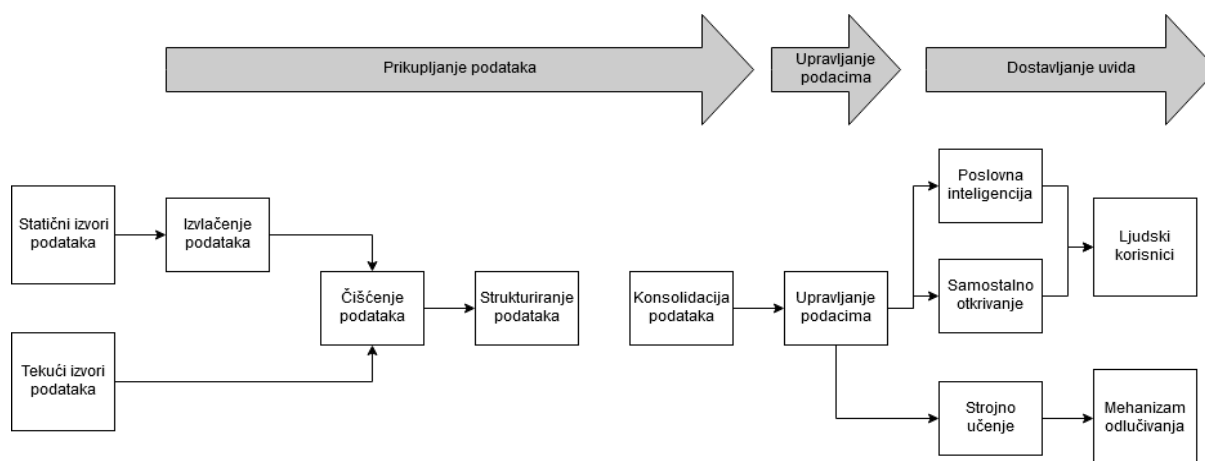 Prikupljanje podataka
Upravljanje
podacima
Dostavljanje uvida
Statični izvori
podataka
Izvlačenje
podataka
Tekući izvori
podataka
Čišćenje
podataka
Strukturiranje
podataka
Konsolidacija
podataka
Upravljanje
podacima
Poslovna
inteligencija
Samostalno
otkrivanje
Strojno
učenje
Ljudski
korisnici
Mehanizam
odlučivanja